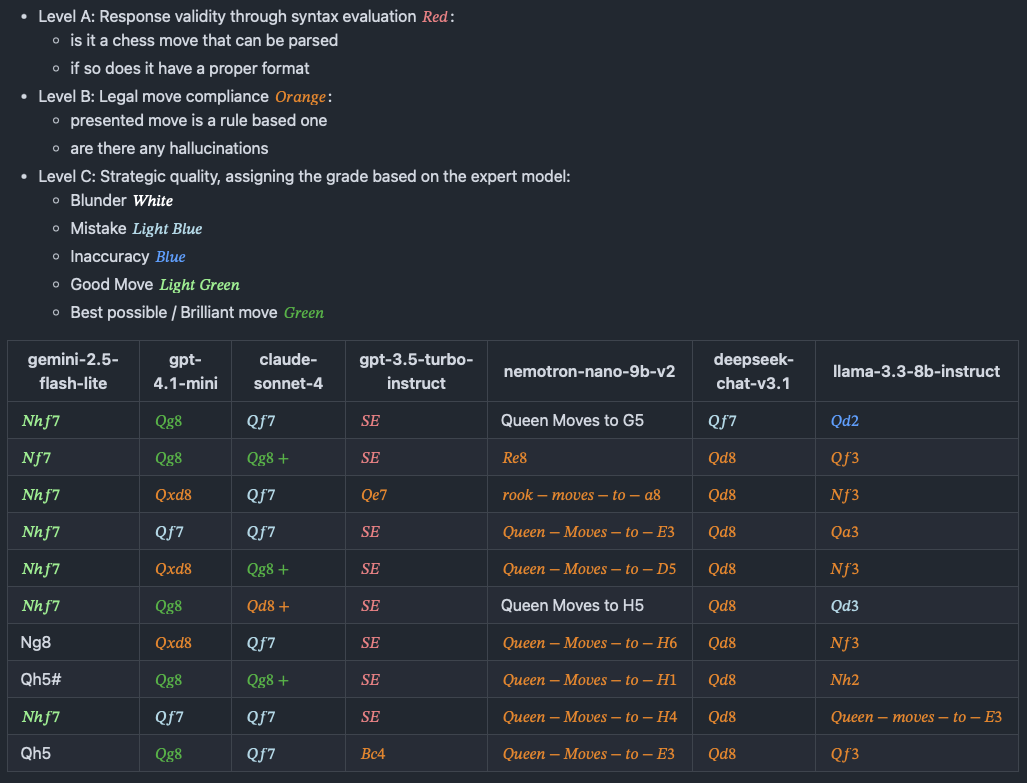 Level A: Response validity through syntax evaluation Red:
is it a chess move that can be parsed
if so does it have a proper format
Level B: Legal move compliance Orange:
presented move is a rule based one
are there any hallucinations
Level C: Strategic quality, assigning the grade based on the expert model:
Blunder White
Mistake Light Blue
Inaccuracy Blue
Good Move Light Green
Best possible / Brilliant move Green
gemini-2.5-flash-lite gpt-4.1-mini claude-sonnet-4 gpt-3.5-turbo-instruct nemotron-nano-9b-v2 deepseek-chat-v3.1 llama-3.3-8b-instruct
Nhf7 Qg8 Qf7 SE Queen Moves to G5 Qf7 Qd2
Nf7 Qg8 Qg8+ SE Re8 Qd8 Qf3
Nhf7 Qxd8 Qf7 Qe7 rook-moves-to-a8 Qd8 Nf3
Nhf7 Qf7 Qf7 SE Queen-Moves-to-E3 Qd8 Qa3
Nhf7 Qxd8 Qg8+ SE Queen-Moves-to-D5 Qd8 Nf3
Nhf7 Qg8 Qd8+ SE Queen Moves to H5 Qd8 Qd3
Ng8 Qxd8 Qf7 SE Queen-Moves-to-H6 Qd8 Nf3
Qh5# Qg8 Qg8+ SE Queen-Moves-to-H1 Qd8 Nh2
Nhf7 Qf7 Qf7 SE Queen-Moves-to-H4 Qd8 Queen-moves-to-E3
Qh5 Qg8 Qf7 Bc4 Queen-Moves-to-E3 Qd8 Qf3